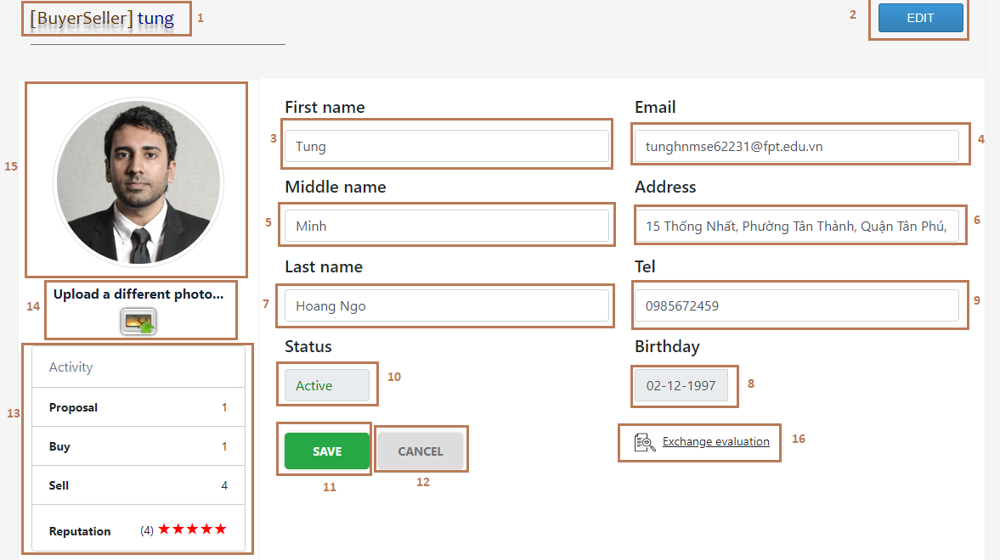 [BuyerSeller] tung
1
2
EDIT
15
Upload a different photo...
14
13
Activity
Proposal 1
Buy 1
Sell 4
Reputation (4) ★★★★★
First name
3
Tung
Email
tunghnmse62231@fpt.edu.vn
4
Middle name
5
Minh
Address
15 Thống Nhất, Phường Tân Thành, Quận Tân Phú,
6
Last name
7
Hoang Ngo
Tel
0985672459
9
Status
Active
10
Birthday
02-12-1997
8
SAVE
11
CANCEL
12
Exchange evaluation
16